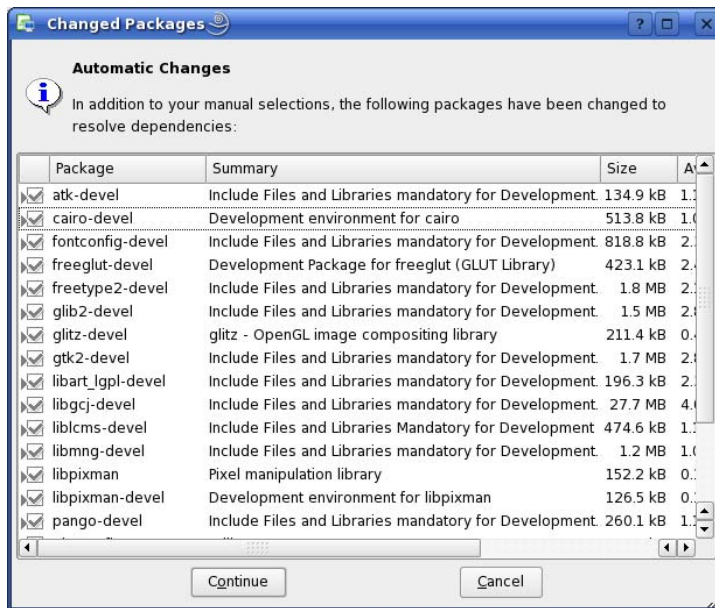 Changed Packages
Automatic Changes
In addition to your manual selections, the following packages have been changed to
resolve dependencies:
Package Summary Size
atk-devel Include Files and Libraries mandatory for Development. 134.9 kB
cairo-devel Development environment for cairo 513.8 kB
fontconfig-devel Include Files and Libraries mandatory for Development. 818.8 kB
freeglut-devel Development Package for freeglut (GLUT Library) 423.1 kB
freetype2-devel Include Files and Libraries mandatory for Development. 1.8 MB
glib2-devel Include Files and Libraries mandatory for Development. 1.5 MB
glitz-devel glitz - OpenGL image compositing library 211.4 kB
gtk2-devel Include Files and Libraries mandatory for Development. 1.7 MB
libart_lgpl-devel Include Files and Libraries mandatory for Development. 196.3 kB
libgcj-devel Include Files and Libraries mandatory for Development. 27.7 MB
liblcms-devel Include Files and Libraries Mandatory for Development 474.6 kB
libmng-devel Include Files and Libraries mandatory for Development. 1.2 MB
libpixman Pixel manipulation library 152.2 kB
libpixman-devel Development environment for libpixman 126.5 kB
pango-devel Include Files and Libraries mandatory for Development. 260.1 kB
Continue Cancel